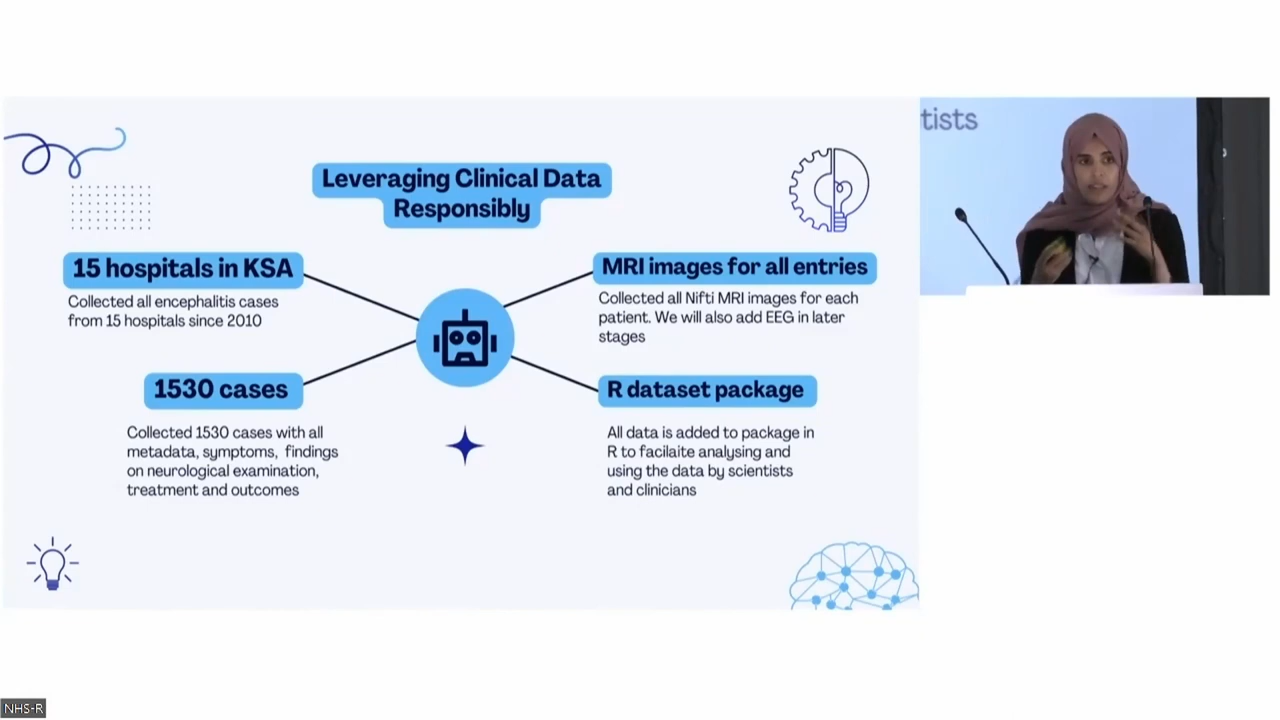 Leveraging Clinical Data
Responsibly
15 hospitals in KSA
Collected all encephalitis cases
from 15 hospitals since 2010
1530 cases
Collected 1530 cases with all
metadata, symptoms, findings
on neurological examination,
treatment and outcomes
MRI images for all entries
Collected all Nifti MRI images for each
patient. We will also add EEG in later
stages
R dataset package
All data is added to package in
R to facilaite analysing and
using the data by scientists
and clinicians
tists
NHS-R